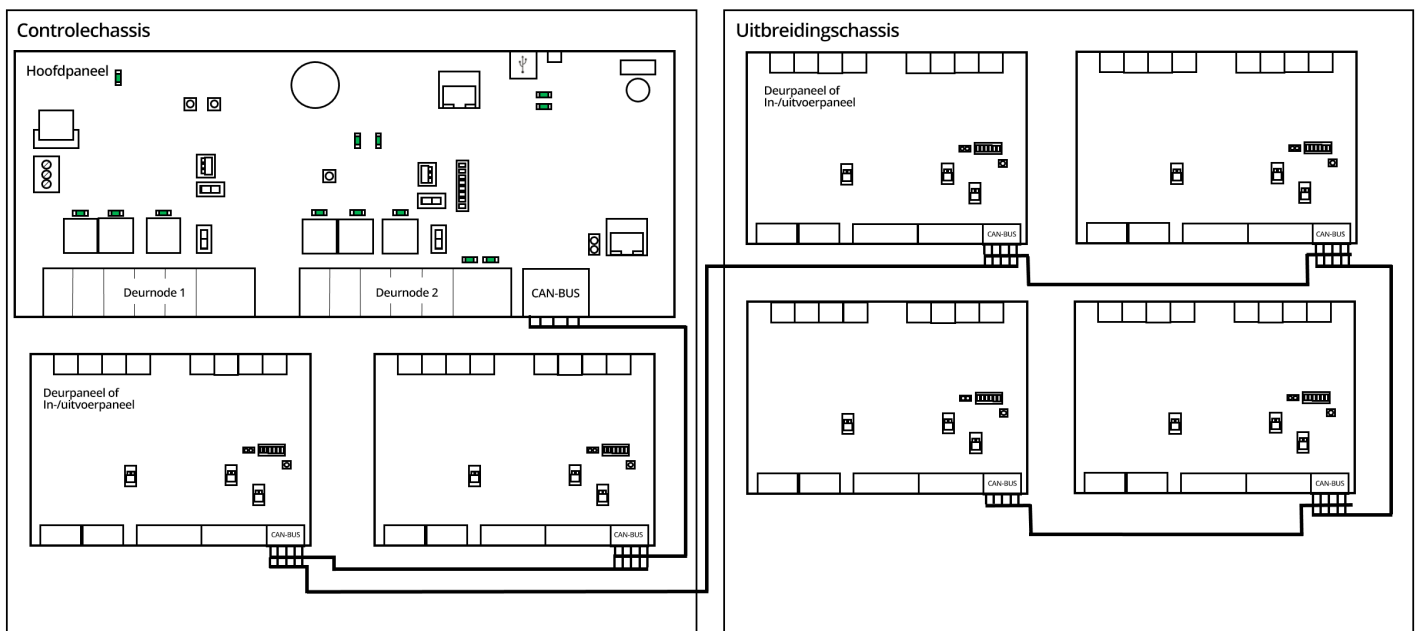 Controlechassis
Hoofdpaneel
Deurnode 1
Deurnode 2
CAN-BUS
Deurpaneel of
In-/uitvoerpaneel
CAN-BUS
CAN-BUS
Uitbreidingschassis
Deurpaneel of
In-/uitvoerpaneel
CAN-BUS
CAN-BUS
CAN-BUS
CAN-BUS